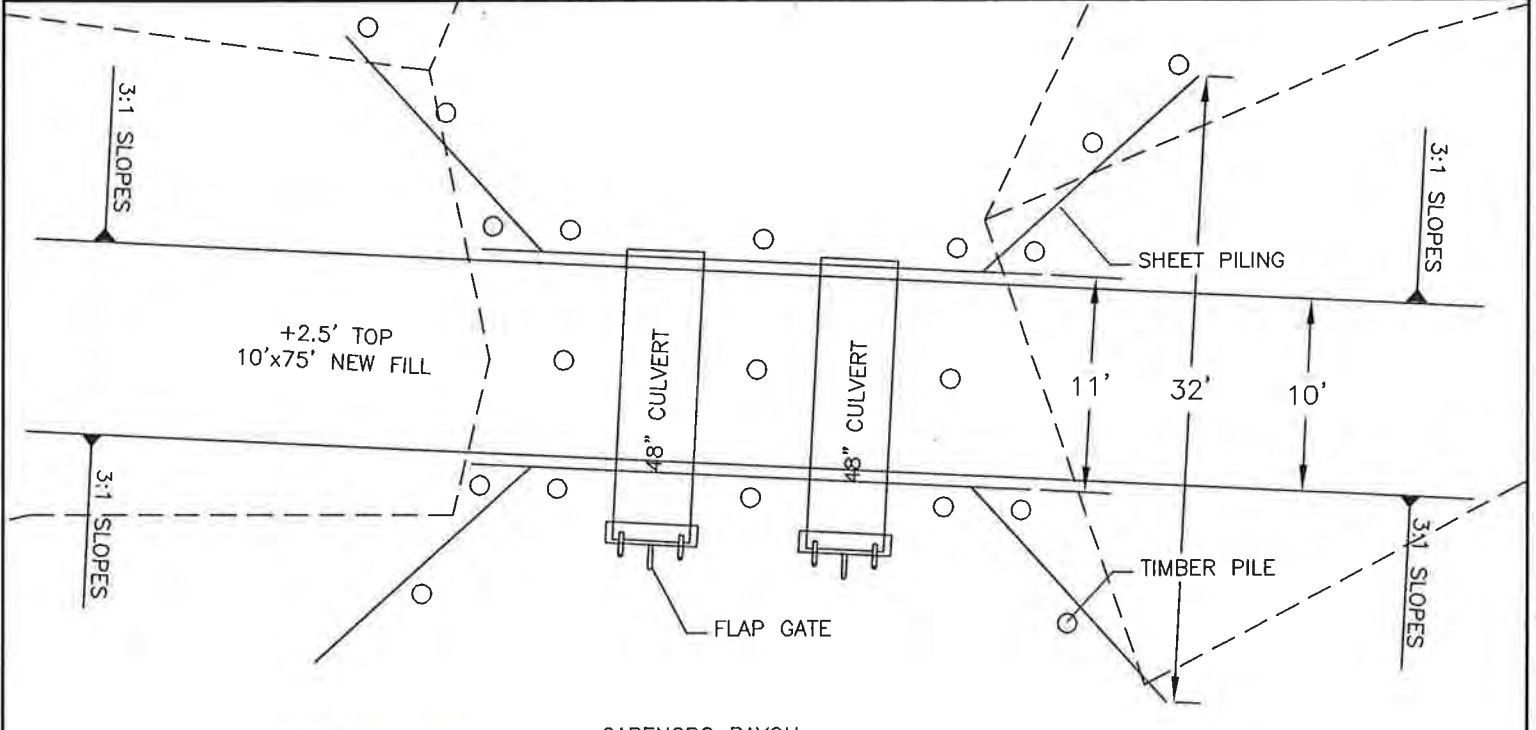 3:1 SLOPES
3:1 SLOPES
SHEET PILING
+2.5' TOP
10'x75' NEW FILL
48" CULVERT
48" CULVERT
11'
32'
10'
3:1 SLOPES
3:1 SLOPES
TIMBER PILE
FLAP GATE